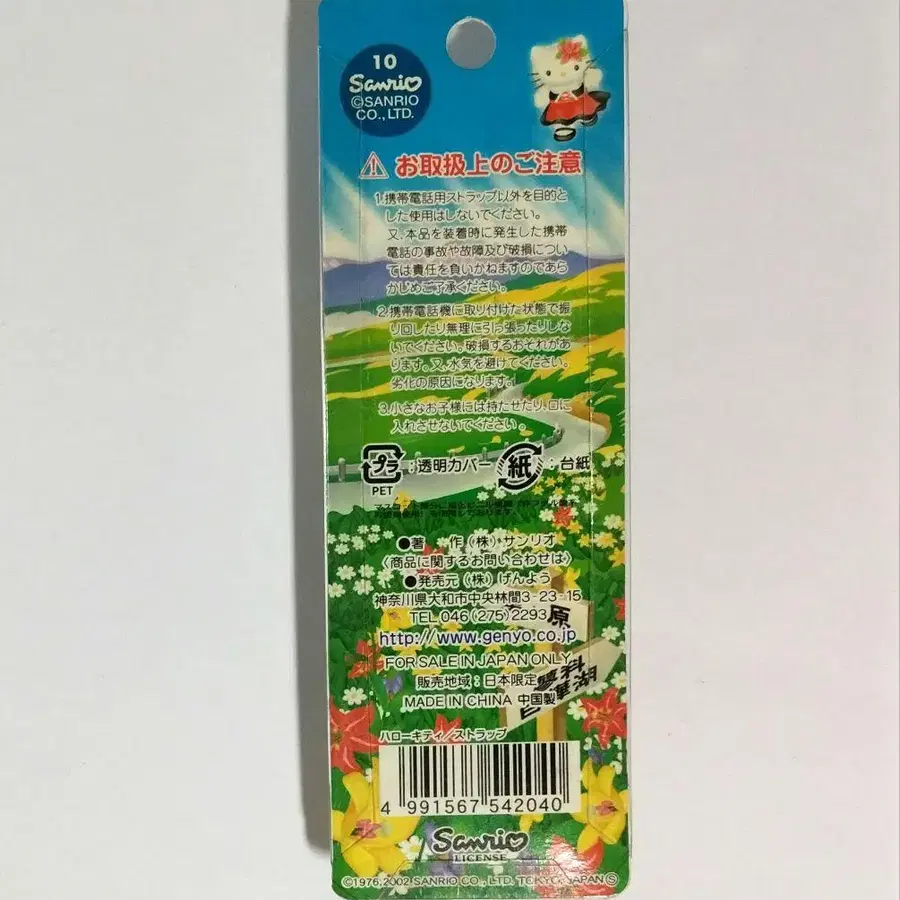 10
Sanrio
©SANRIO
CO.,LTD.
お取扱上のご注意
1.携帯電話用ストラップ以外を目的と
した使用はしないでください。
又、本品を装着時に発生した携帯
電話の事故や故障及び破損につい
ては責任を負いかねますのであら
かじめご了承ください。
2.携帯電話機に取り付けた状態で振
り回したり無理に引っ張ったりしな
いでください。破損するおそれがあ
ります。又、水気を避けてください。
劣化の原因になります。
3.小さなお子様には持たせたり、口に
入れさせないでください。
プラ:透明カバー 紙:台紙
PET
●著 作(株)サンリオ
〈商品に関するお問い合わせは〉
●発売元(株)げんよう
神奈川県大和市中央林間3-23-15
TEL 046(275)2293
原
http://www.genyo.co.jp
FOR SALE IN JAPAN ONLY
販売地域:日本限定
MADE IN CHINA 中国製
ハローキティ/ストラップ
4 991567 542040
Sanrio
LICENSE
©1976,2002 SANRIO CO., LTD. TOKYO, JAPAN Ⓢ